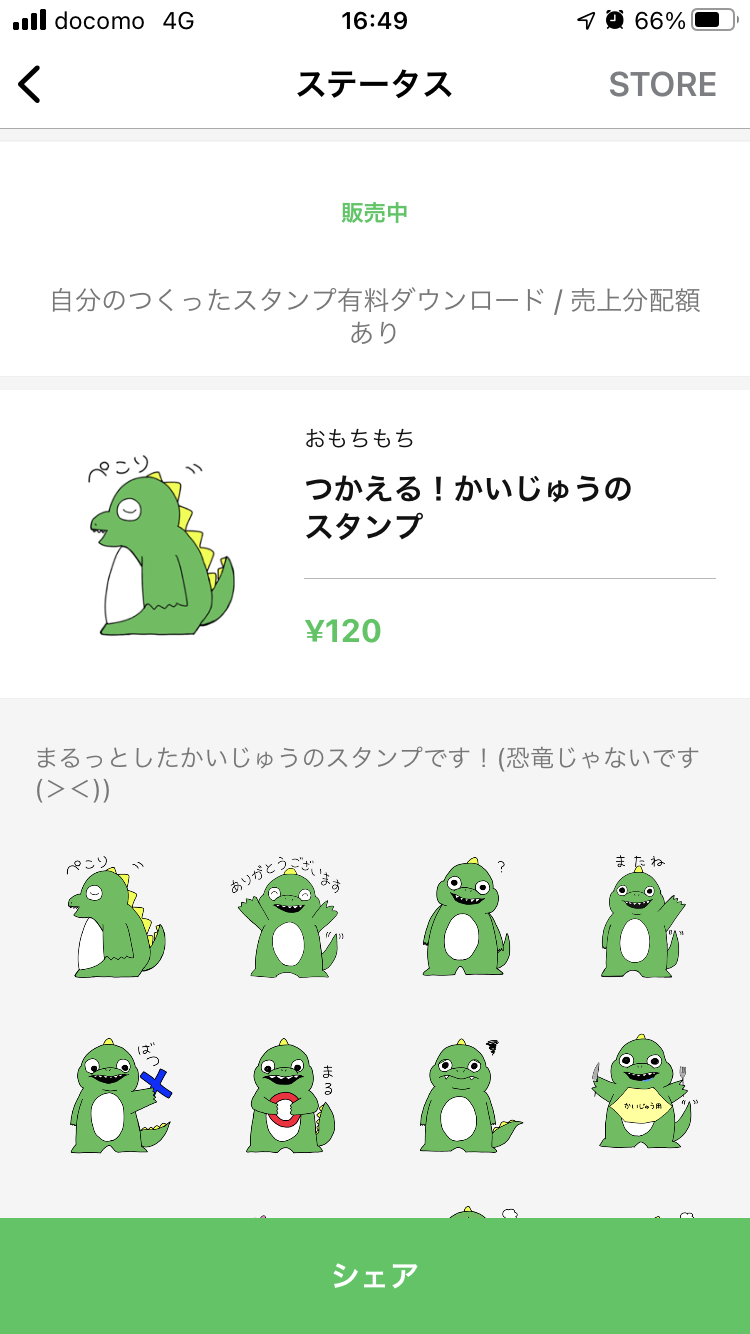 docomo 4G 16:49 66%
ステータス STORE
販売中
自分のつくったスタンプ有料ダウンロード / 売上分配額
あり
おもちもち
つかえる！かいじゅうの
スタンプ
¥120
ぺこり
まるっとしたかいじゅうのスタンプです！(恐竜じゃないです
(＞＜))
ぺこり
ありがとうございます
?
またね
ばつ
まる
かいじゅう用
シェア